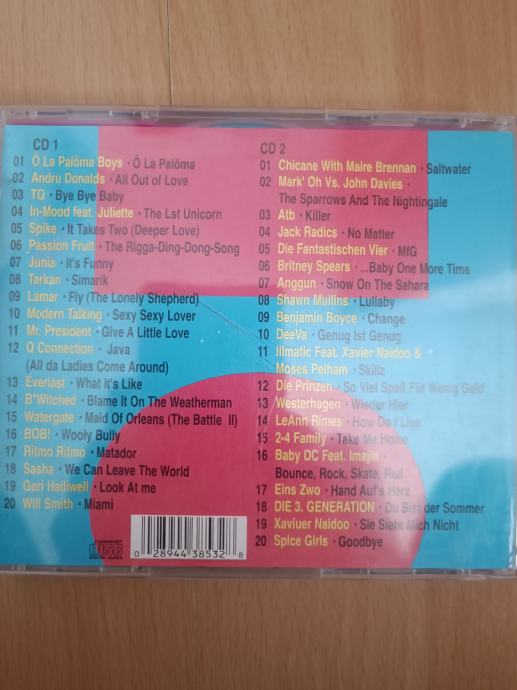 CD 1
01 Ö La Palöma Boys · Ö La Palöma
02 Andru Donalds · All Out of Love
03 TQ · Bye Bye Baby
04 In-Mood feat. Juliette · The Lst Unicorn
05 Spike · It Takes Two (Deeper Love)
06 Passion Fruit · The Rigga-Ding-Dong-Song
07 Junia · It's Funny
08 Tarkan · Simarik
09 Lamar · Fly (The Lonely Shepherd)
10 Modern Talking · Sexy Sexy Lover
11 Mr. President · Give A Little Love
12 Q Connection · Java
(All da Ladies Come Around)
13 Everlast · What It's Like
14 B*Witched · Blame It On The Weatherman
15 Watergate · Maid Of Orleans (The Battle II)
16 BOB! · Wooly Bully
17 Ritmo Ritmo · Matador
18 Sasha · We Can Leave The World
19 Geri Halliwell · Look At me
20 Will Smith · Miami
CD 2
01 Chicane With Maire Brennan · Saltwater
02 Mark' Oh Vs. John Davies ·
The Sparrows And The Nightingale
03 Atb · Killer
04 Jack Radics · No Matter
05 Die Fantastischen Vier · MfG
06 Britney Spears · ...Baby One More Time
07 Anggun · Snow On The Sahara
08 Shawn Mullins · Lullaby
09 Benjamin Boyce · Change
10 DeeVa · Genug Ist Genug
11 Illmatic Feat. Xavier Naidoo &
Moses Pelham · Skillz
12 Die Prinzen · So Viel Spaß Für Wenig Geld
13 Westerhagen · Wieder Hier
14 LeAnn Rimes · How Do I Live
15 2-4 Family · Take Me Home
16 Baby DC Feat. Imajin ·
Bounce, Rock, Skate, Roll
17 Eins Zwo · Hand Auf's Herz
18 DIE 3. GENERATION · Du Bist der Sommer
19 Xaviuer Naidoo · Sie Sieht Mich Nicht
20 Spice Girls · Goodbye
COMPACT
disc
DIGITAL AUDIO
0 28944 38532 8